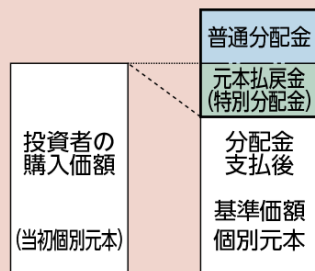 普通分配金
元本払戻金
(特別分配金)
投資者の
購入価額
(当初個別元本)
分配金
支払後
基準価額
個別元本